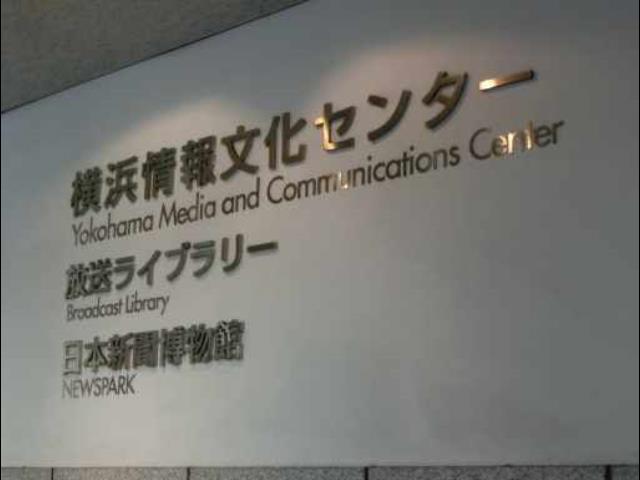 横浜情報文化センター
Yokohama Media and Communications Center
放送ライブラリー
Broadcast Library
日本新聞博物館
NEWSPARK